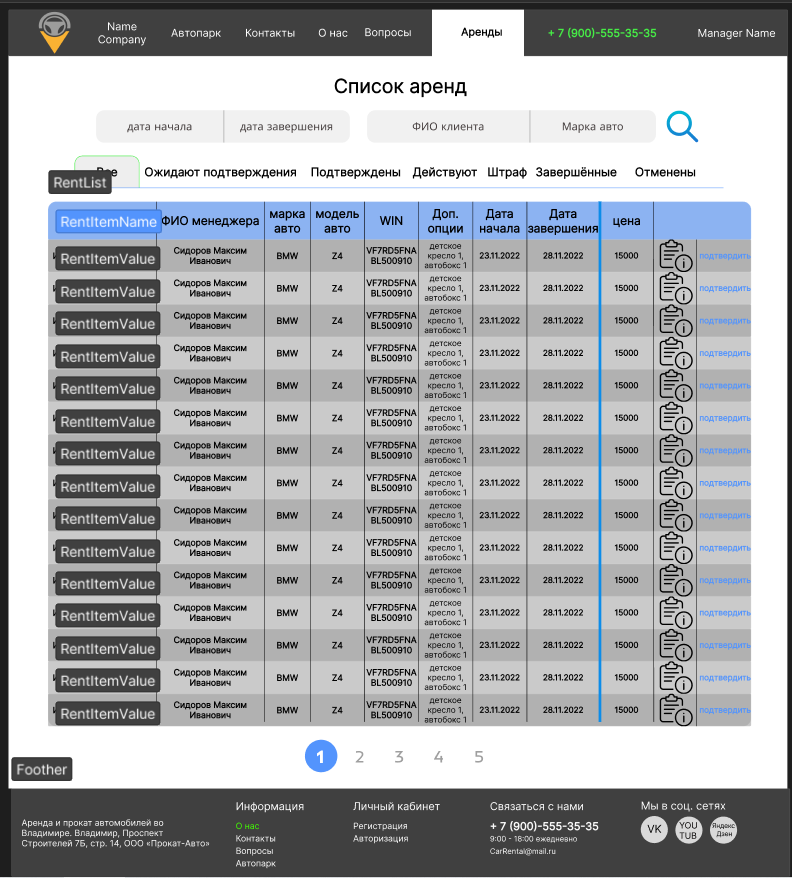 Name
Company
Автопарк
Контакты
О нас
Вопросы
Аренды
+ 7 (900)-555-35-35
Manager Name
Список аренд
дата начала
дата завершения
ФИО клиента
Марка авто
Все
Ожидают подтверждения
Подтверждены
Действуют
Штраф
Завершённые
Отменены
RentList
RentItemName
ФИО менеджера
марка
авто
модель
авто
WIN
Доп.
опции
Дата
начала
Дата
завершения
цена
RentItemValue
Сидоров Максим
Иванович
BMW
Z4
VF7RD5FNA
BL500910
детское
кресло 1,
автобокс 1
23.11.2022
28.11.2022
15000
подтвердить
RentItemValue
Сидоров Максим
Иванович
BMW
Z4
VF7RD5FNA
BL500910
детское
кресло 1,
автобокс 1
23.11.2022
28.11.2022
15000
подтвердить
RentItemValue
Сидоров Максим
Иванович
BMW
Z4
VF7RD5FNA
BL500910
детское
кресло 1,
автобокс 1
23.11.2022
28.11.2022
15000
подтвердить
RentItemValue
Сидоров Максим
Иванович
BMW
Z4
VF7RD5FNA
BL500910
детское
кресло 1,
автобокс 1
23.11.2022
28.11.2022
15000
подтвердить
RentItemValue
Сидоров Максим
Иванович
BMW
Z4
VF7RD5FNA
BL500910
детское
кресло 1,
автобокс 1
23.11.2022
28.11.2022
15000
подтвердить
RentItemValue
Сидоров Максим
Иванович
BMW
Z4
VF7RD5FNA
BL500910
детское
кресло 1,
автобокс 1
23.11.2022
28.11.2022
15000
подтвердить
RentItemValue
Сидоров Максим
Иванович
BMW
Z4
VF7RD5FNA
BL500910
детское
кресло 1,
автобокс 1
23.11.2022
28.11.2022
15000
подтвердить
RentItemValue
Сидоров Максим
Иванович
BMW
Z4
VF7RD5FNA
BL500910
детское
кресло 1,
автобокс 1
23.11.2022
28.11.2022
15000
подтвердить
RentItemValue
Сидоров Максим
Иванович
BMW
Z4
VF7RD5FNA
BL500910
детское
кресло 1,
автобокс 1
23.11.2022
28.11.2022
15000
подтвердить
RentItemValue
Сидоров Максим
Иванович
BMW
Z4
VF7RD5FNA
BL500910
детское
кресло 1,
автобокс 1
23.11.2022
28.11.2022
15000
подтвердить
RentItemValue
Сидоров Максим
Иванович
BMW
Z4
VF7RD5FNA
BL500910
детское
кресло 1,
автобокс 1
23.11.2022
28.11.2022
15000
подтвердить
RentItemValue
Сидоров Максим
Иванович
BMW
Z4
VF7RD5FNA
BL500910
детское
кресло 1,
автобокс 1
23.11.2022
28.11.2022
15000
подтвердить
RentItemValue
Сидоров Максим
Иванович
BMW
Z4
VF7RD5FNA
BL500910
детское
кресло 1,
автобокс 1
23.11.2022
28.11.2022
15000
подтвердить
RentItemValue
Сидоров Максим
Иванович
BMW
Z4
VF7RD5FNA
BL500910
детское
кресло 1,
автобокс 1
23.11.2022
28.11.2022
15000
подтвердить
RentItemValue
Сидоров Максим
Иванович
BMW
Z4
VF7RD5FNA
BL500910
детское
кресло 1,
автобокс 1
23.11.2022
28.11.2022
15000
подтвердить
1 2 3 4 5
Foother
Аренда и прокат автомобилей во
Владимире. Владимир, Проспект
Строителей 7Б, стр. 14, ООО «Прокат-Авто»
Информация
О нас
Контакты
Вопросы
Автопарк
Личный кабинет
Регистрация
Авторизация
Связаться с нами
+ 7 (900)-555-35-35
9:00 - 18:00 ежедневно
CarRental@mail.ru
Мы в соц. сетях
VK
YOU
TUB
Яндекс
Дзен